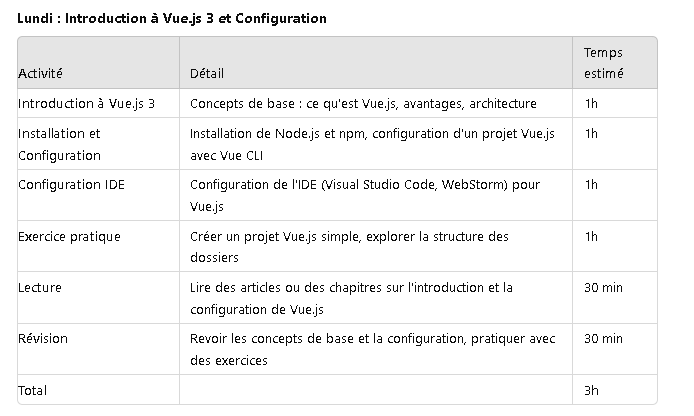 Lundi : Introduction à Vue.js 3 et Configuration
Activité
Détail
Temps
estimé
Introduction à Vue.js 3
Concepts de base : ce qu'est Vue.js, avantages, architecture
1h
Installation et
Configuration
Installation de Node.js et npm, configuration d'un projet Vue.js
avec Vue CLI
1h
Configuration IDE
Configuration de l'IDE (Visual Studio Code, WebStorm) pour
Vue.js
1h
Exercice pratique
Créer un projet Vue.js simple, explorer la structure des
dossiers
1h
Lecture
Lire des articles ou des chapitres sur l'introduction et la
configuration de Vue.js
30 min
Révision
Revoir les concepts de base et la configuration, pratiquer avec
des exercices
30 min
Total
3h